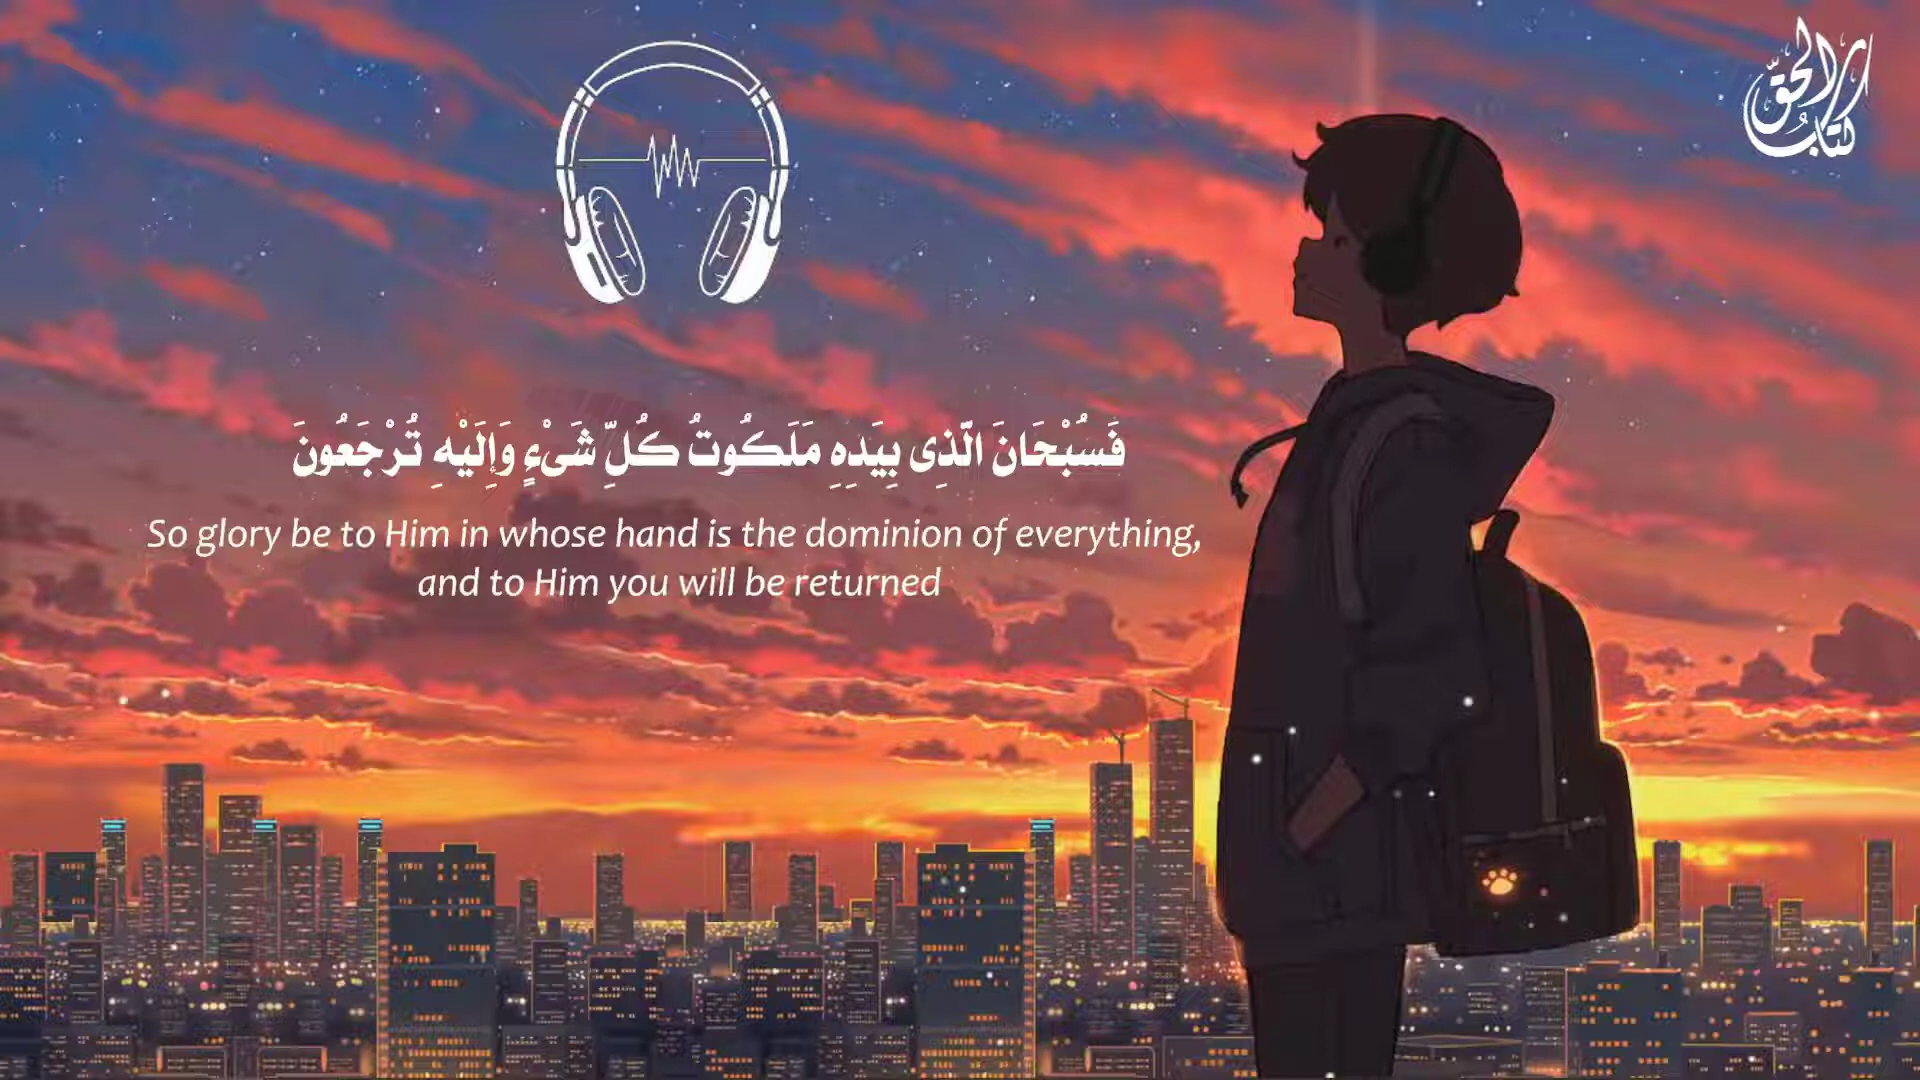 كتاب الحق
فَسُبْحَانَ الَّذِى بِيَدِهِ مَلَكُوتُ كُلِّ شَىْءٍ وَإِلَيْهِ تُرْجَعُونَ
So glory be to Him in whose hand is the dominion of everything,
and to Him you will be returned